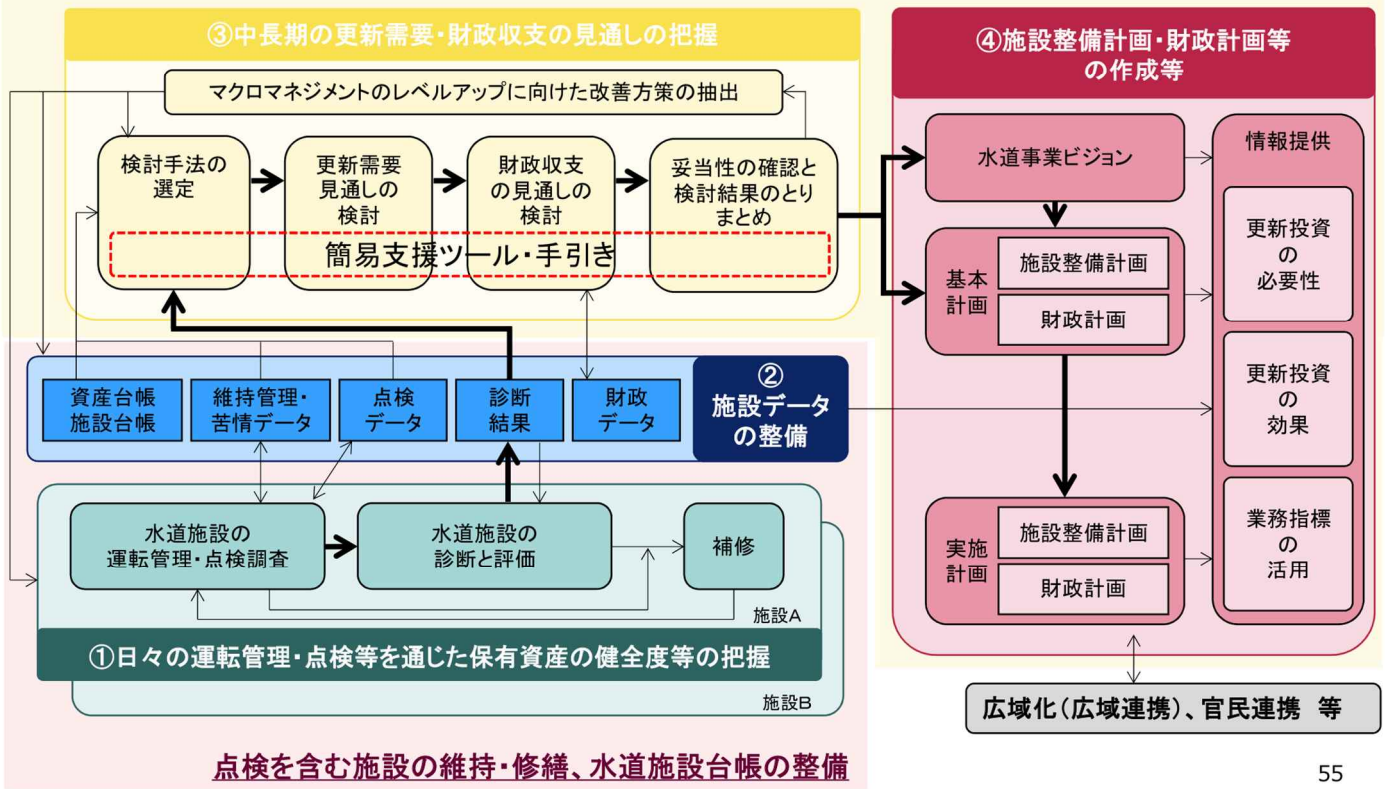 ③中長期の更新需要・財政収支の見通しの把握
マクロマネジメントのレベルアップに向けた改善方策の抽出
検討手法の
選定
更新需要
見通しの
検討
財政収支
の見通しの
検討
妥当性の確認と
検討結果のとり
まとめ
簡易支援ツール・手引き
④施設整備計画・財政計画等
の作成等
水道事業ビジョン
基本
計画
施設整備計画
財政計画
実施
計画
施設整備計画
財政計画
情報提供
更新投資
の
必要性
更新投資
の
効果
業務指標
の
活用
資産台帳
施設台帳
維持管理・
苦情データ
点検
データ
診断
結果
財政
データ
②
施設データ
の整備
水道施設の
運転管理・点検調査
水道施設の
診断と評価
補修
施設A
①日々の運転管理・点検等を通じた保有資産の健全度等の把握
施設B
広域化（広域連携）、官民連携 等
点検を含む施設の維持・修繕、水道施設台帳の整備
55